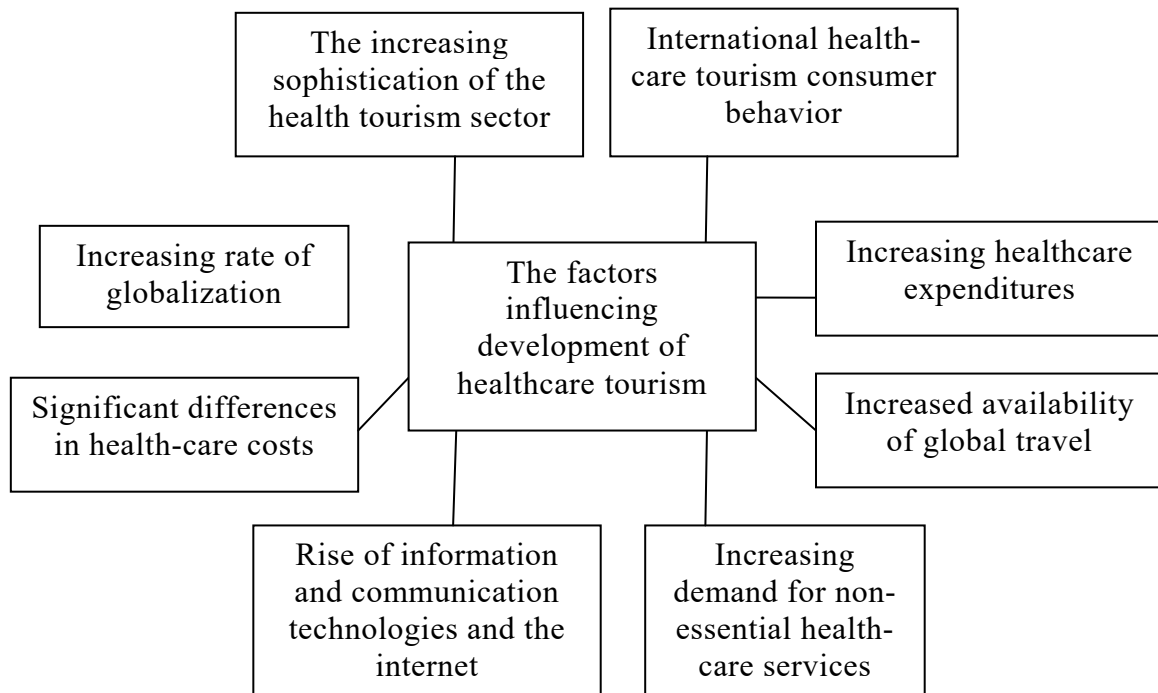 The increasing
sophistication of the
health tourism sector
International health-
care tourism consumer
behavior
Increasing rate of
globalization
The factors
influencing
development of
healthcare tourism
Increasing healthcare
expenditures
Significant differences
in health-care costs
Increased availability
of global travel
Rise of information
and communication
technologies and the
internet
Increasing
demand for non-
essential health-
care services